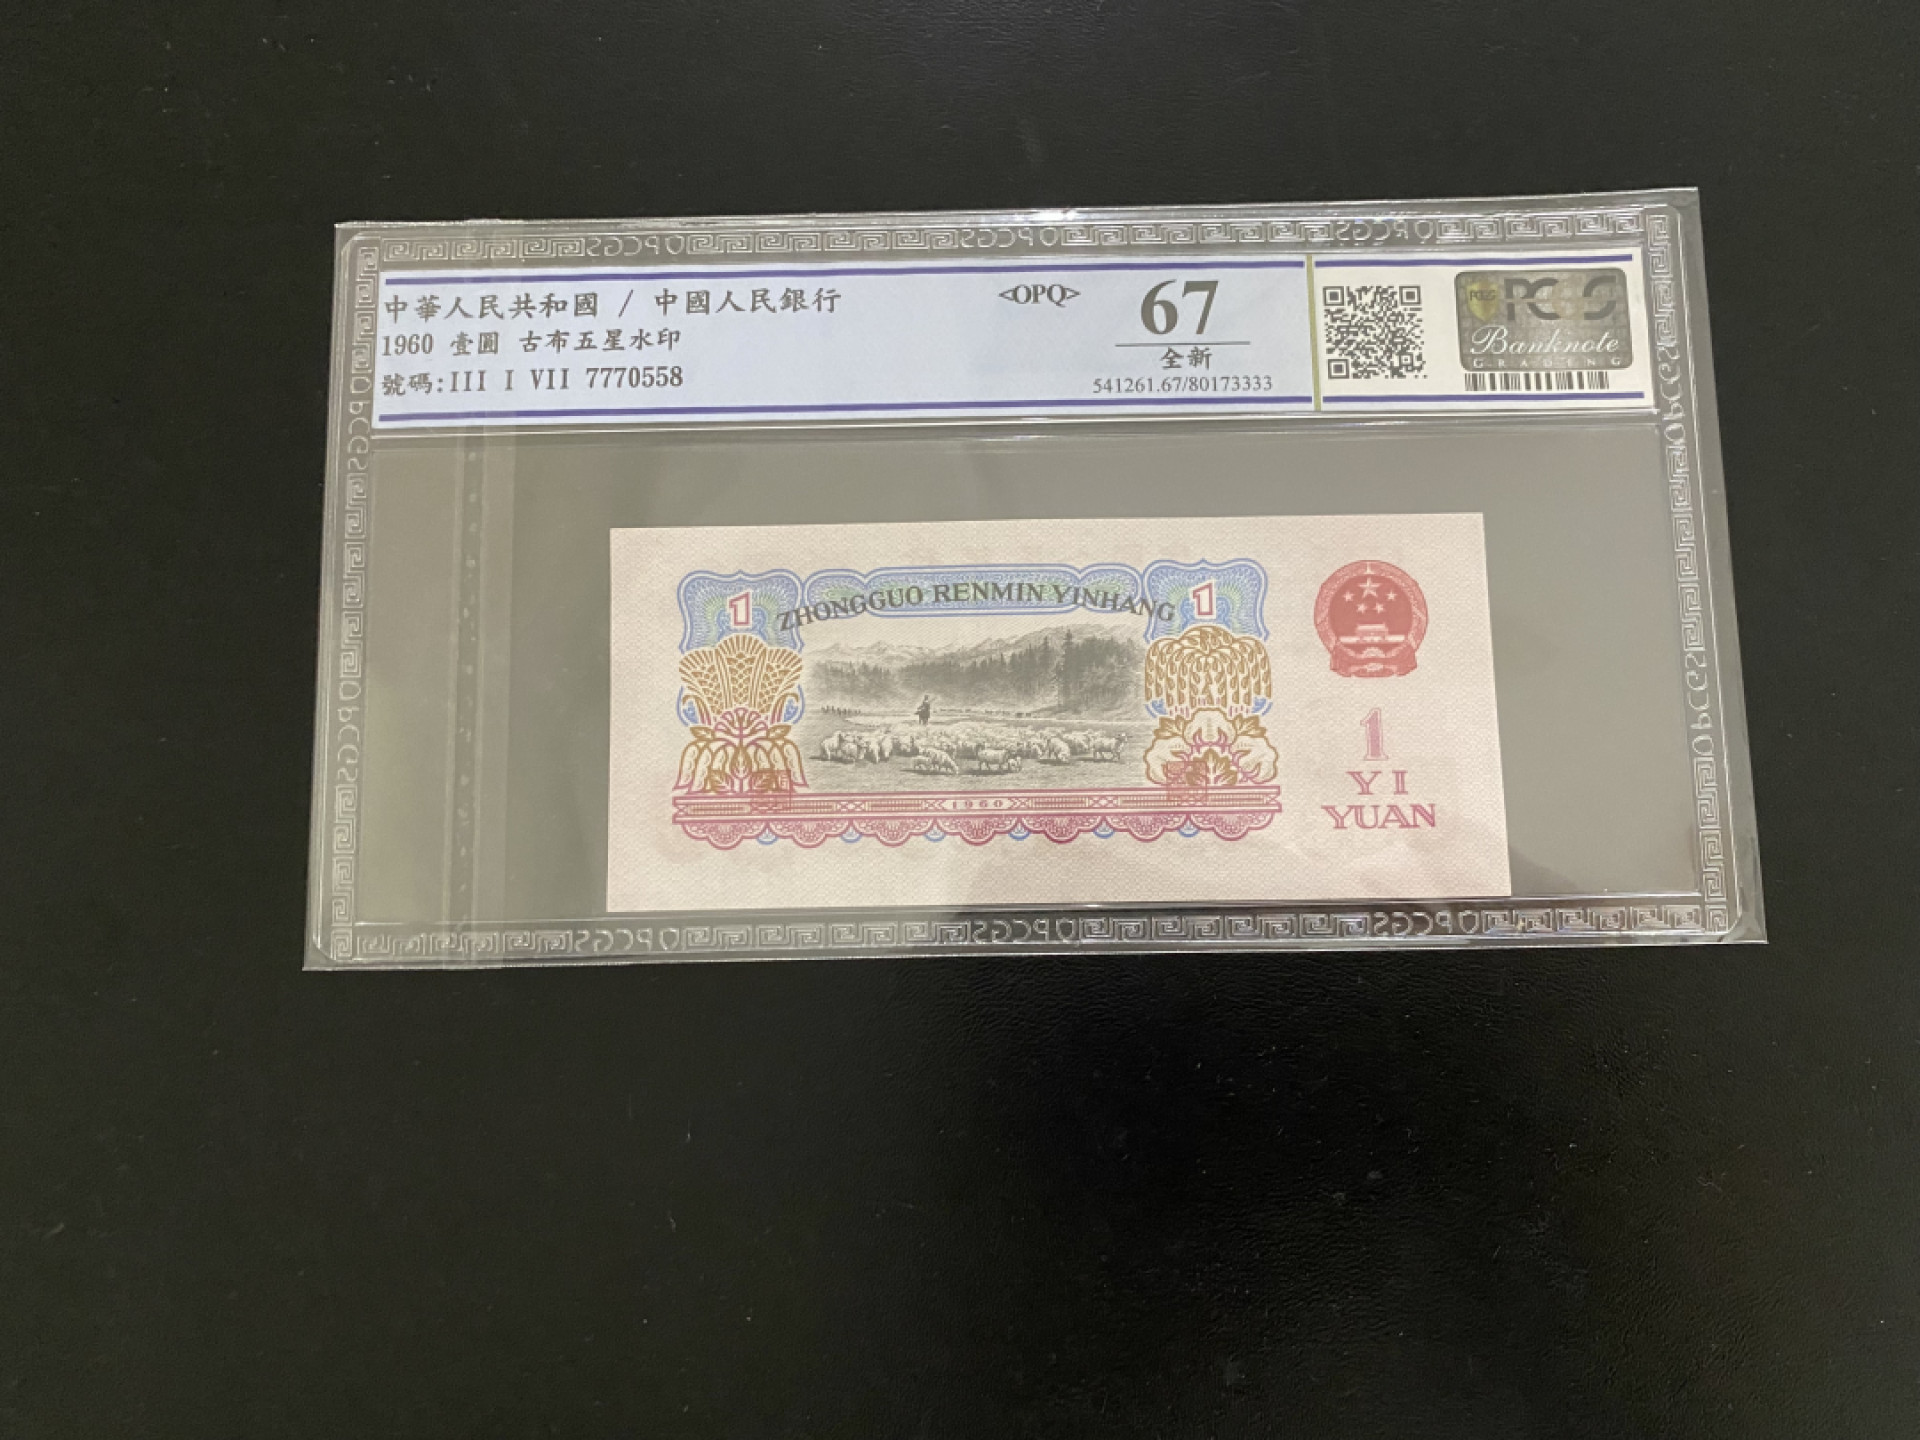 中華人民共和國 / 中國人民銀行
1960 壹圓 古布五星水印
號碼:III I VII 7770558
<OPQ>
67
全新
541261.67/80173333
PCGS
Banknote
GRADING
ZHONGGUO RENMIN YINHANG
1
1
1960
1
YI
YUAN